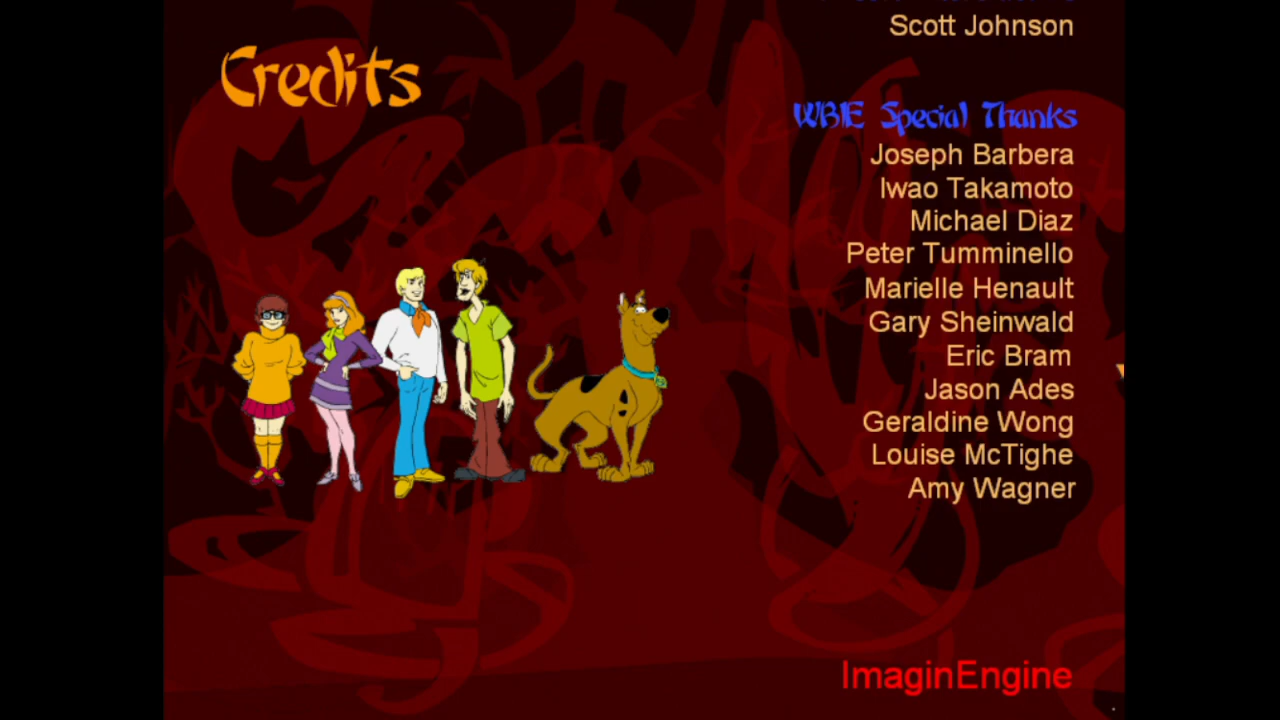 Scott Johnson
Credits
WBIE Special Thanks
Joseph Barbera
Iwao Takamoto
Michael Diaz
Peter Tumminello
Marielle Henault
Gary Sheinwald
Eric Bram
Jason Ades
Geraldine Wong
Louise McTighe
Amy Wagner
ImaginEngine